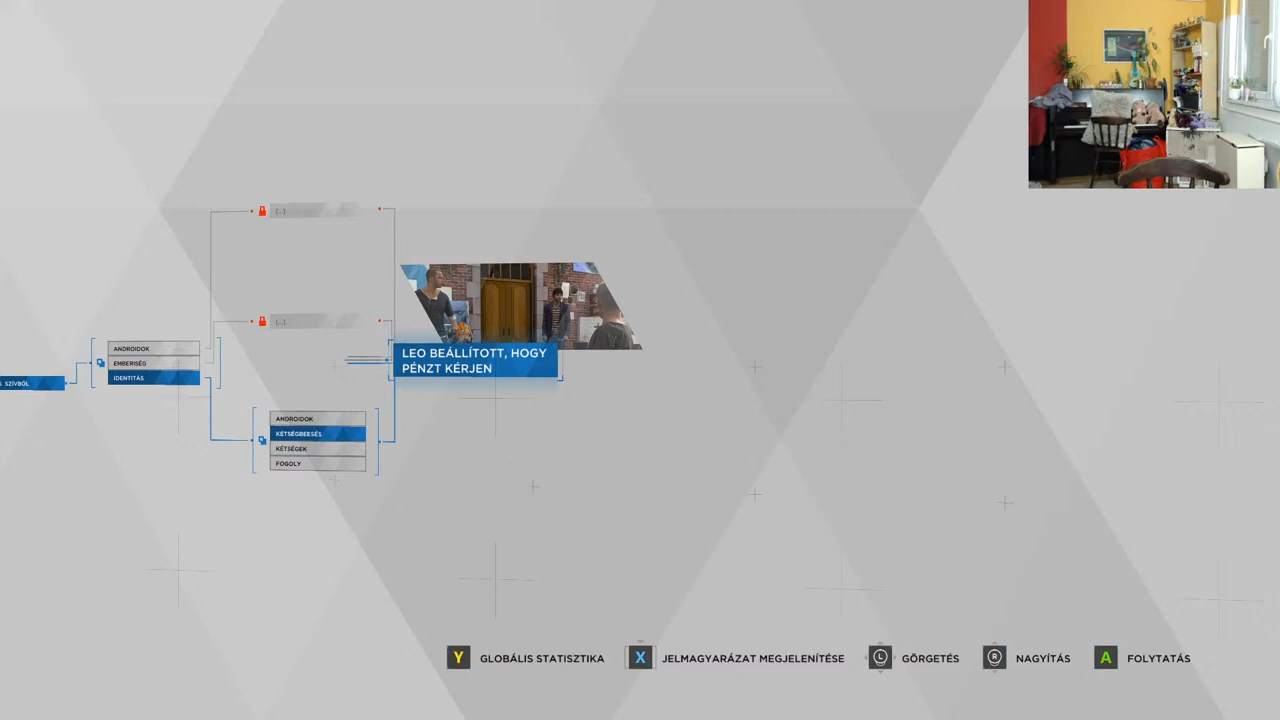 [...]
[...]
ANDROIDOK
EMBERISÉG
IDENTITÁS
SZÍVBŐL
LEO BEÁLLÍTOTT, HOGY
PÉNZT KÉRJEN
ANDROIDOK
KÉTSÉGBEESÉS
KÉTSÉGEK
FOGOLY
Y GLOBÁLIS STATISZTIKA X JELMAGYARÁZAT MEGJELENÍTÉSE L GÖRGETÉS R NAGYÍTÁS A FOLYTATÁS